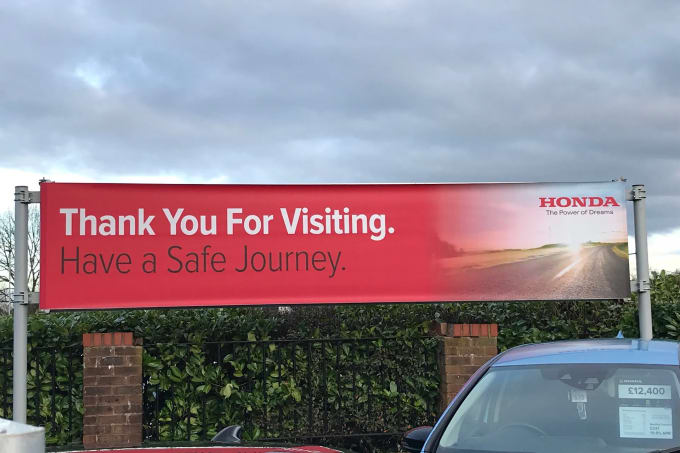 Thank You For Visiting.
Have a Safe Journey.
HONDA
The Power of Dreams
£12,400